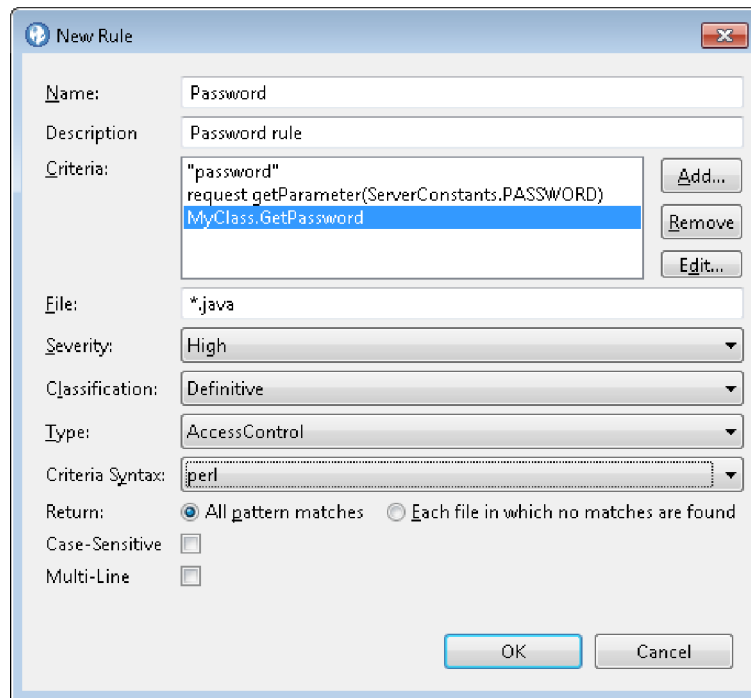 New Rule
Name: Password
Description Password rule
Criteria: "password"
request getParameter(ServerConstants.PASSWORD)
MyClass.GetPassword
Add...
Remove
Edit...
File: *.java
Severity: High
Classification: Definitive
Type: AccessControl
Criteria Syntax: perl
Return: All pattern matches Each file in which no matches are found
Case-Sensitive
Multi-Line
OK Cancel